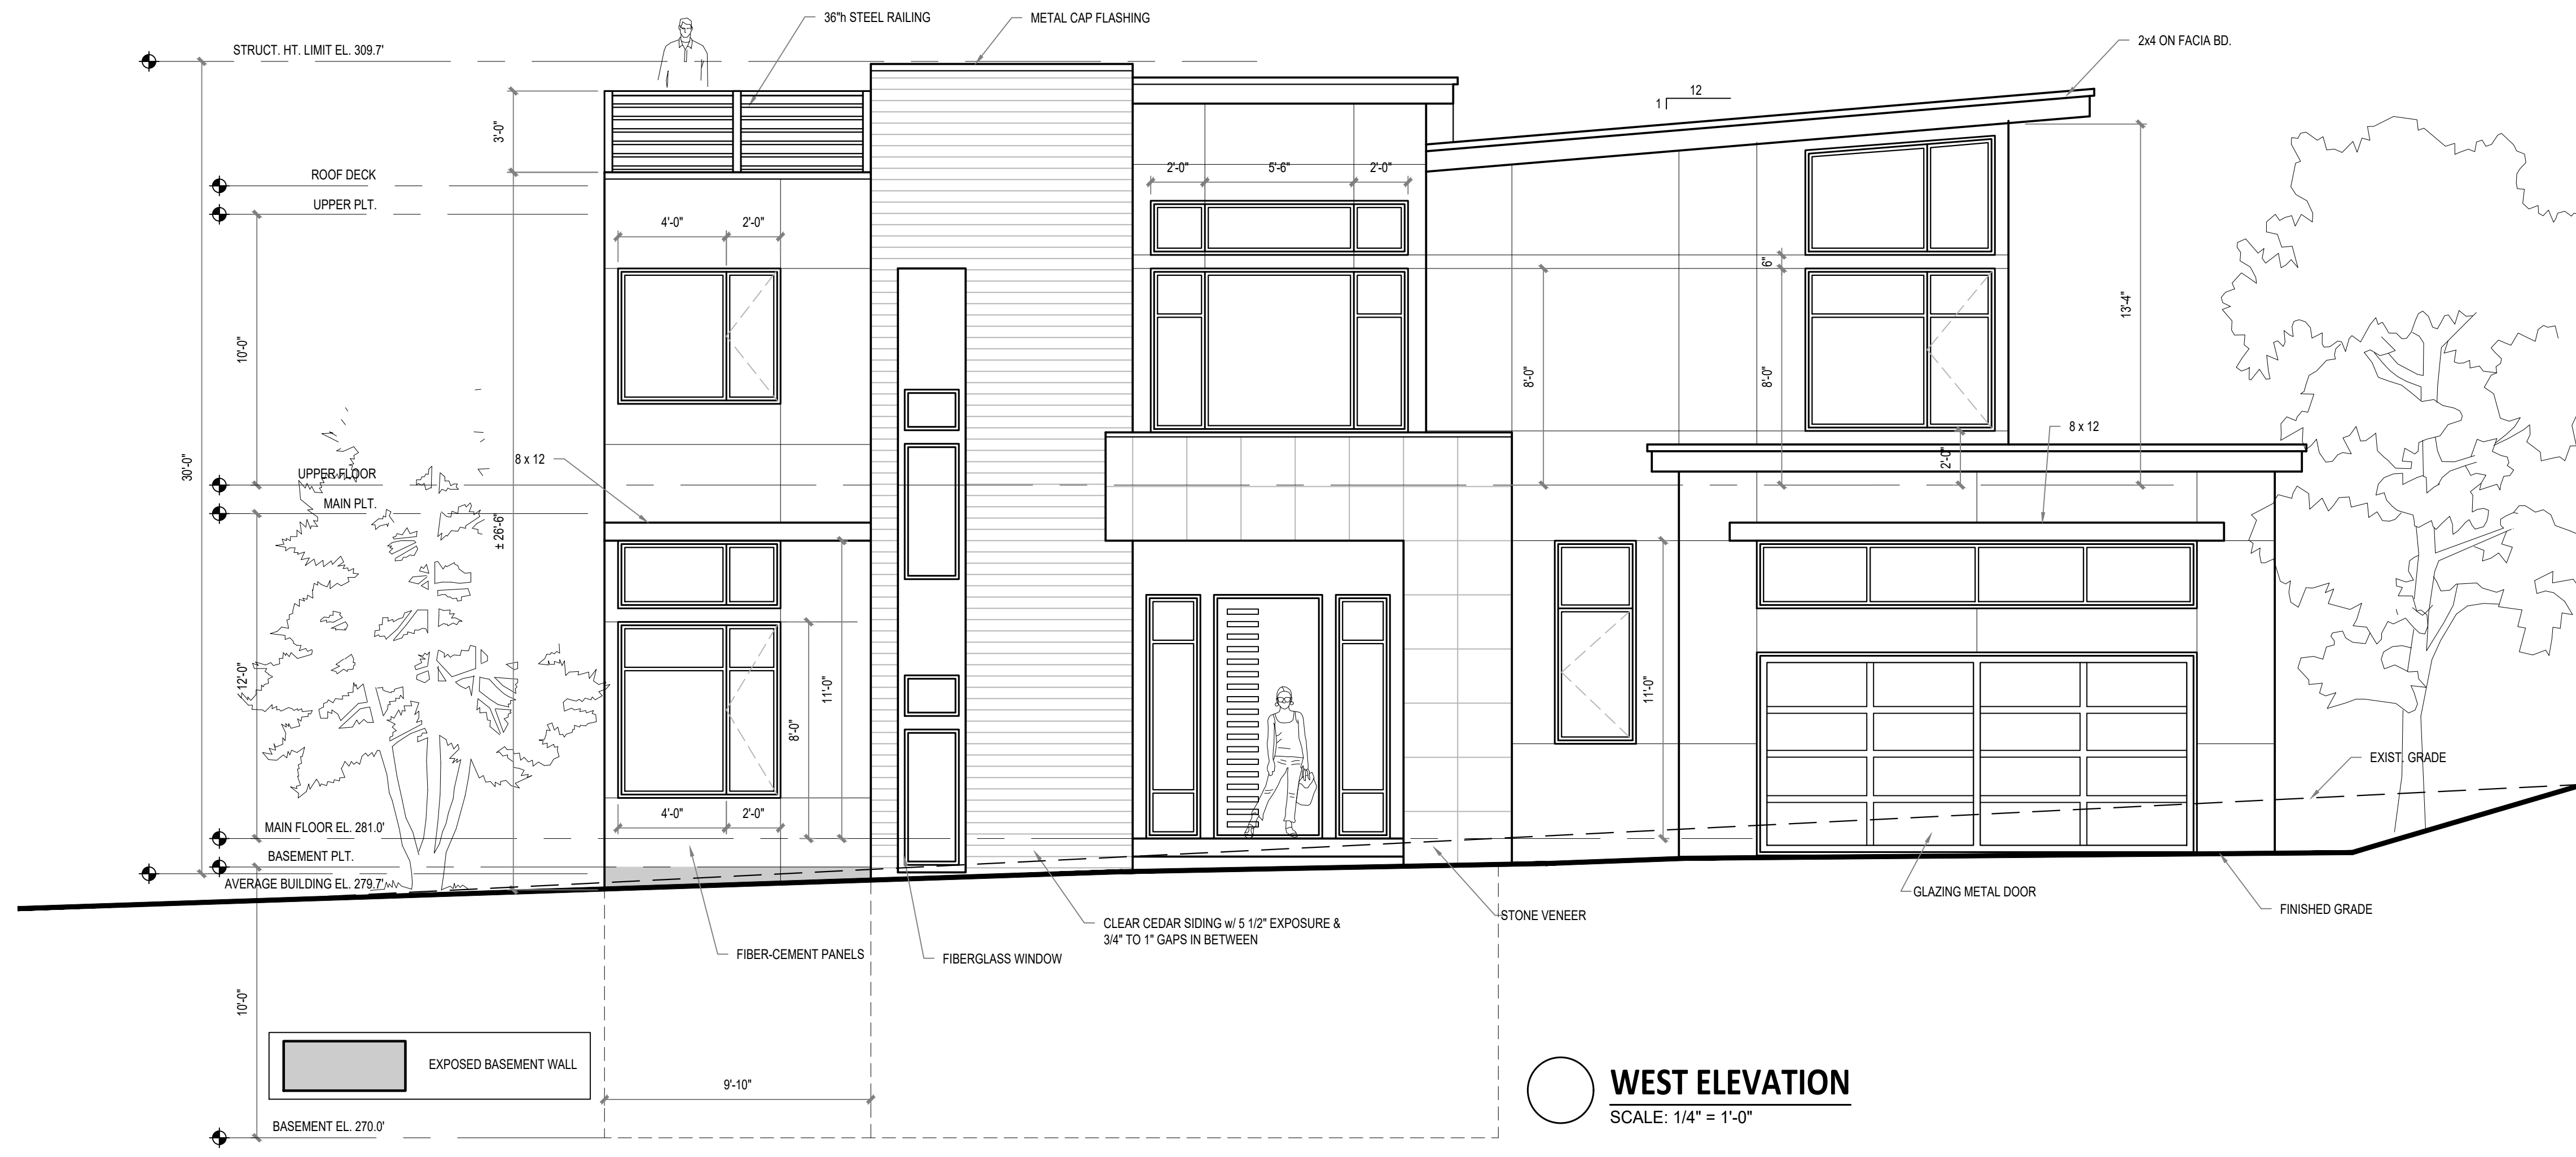 36"h STEEL RAILING
METAL CAP FLASHING
2x4 ON FACIA BD.
STRUCT. HT. LIMIT EL. 309.7'
12
1
3'-0"
ROOF DECK
2'-0"
5'-6"
2'-0"
UPPER PLT.
4'-0"
2'-0"
6"
13'-4"
10'-0"
8'-0"
8'-0"
8 x 12
8 x 12
2'-0"
30'-0"
UPPER FLOOR
MAIN PLT.
± 26'-6"
12'-0"
11'-0"
11'-0"
8'-0"
EXIST. GRADE
4'-0"
2'-0"
MAIN FLOOR EL. 281.0'
BASEMENT PLT.
AVERAGE BUILDING EL. 279.7'
GLAZING METAL DOOR
FINISHED GRADE
STONE VENEER
CLEAR CEDAR SIDING w/ 5 1/2" EXPOSURE &
3/4" TO 1" GAPS IN BETWEEN
FIBER-CEMENT PANELS
FIBERGLASS WINDOW
10'-0"
EXPOSED BASEMENT WALL
9'-10"
WEST ELEVATION
SCALE: 1/4" = 1'-0"
BASEMENT EL. 270.0'